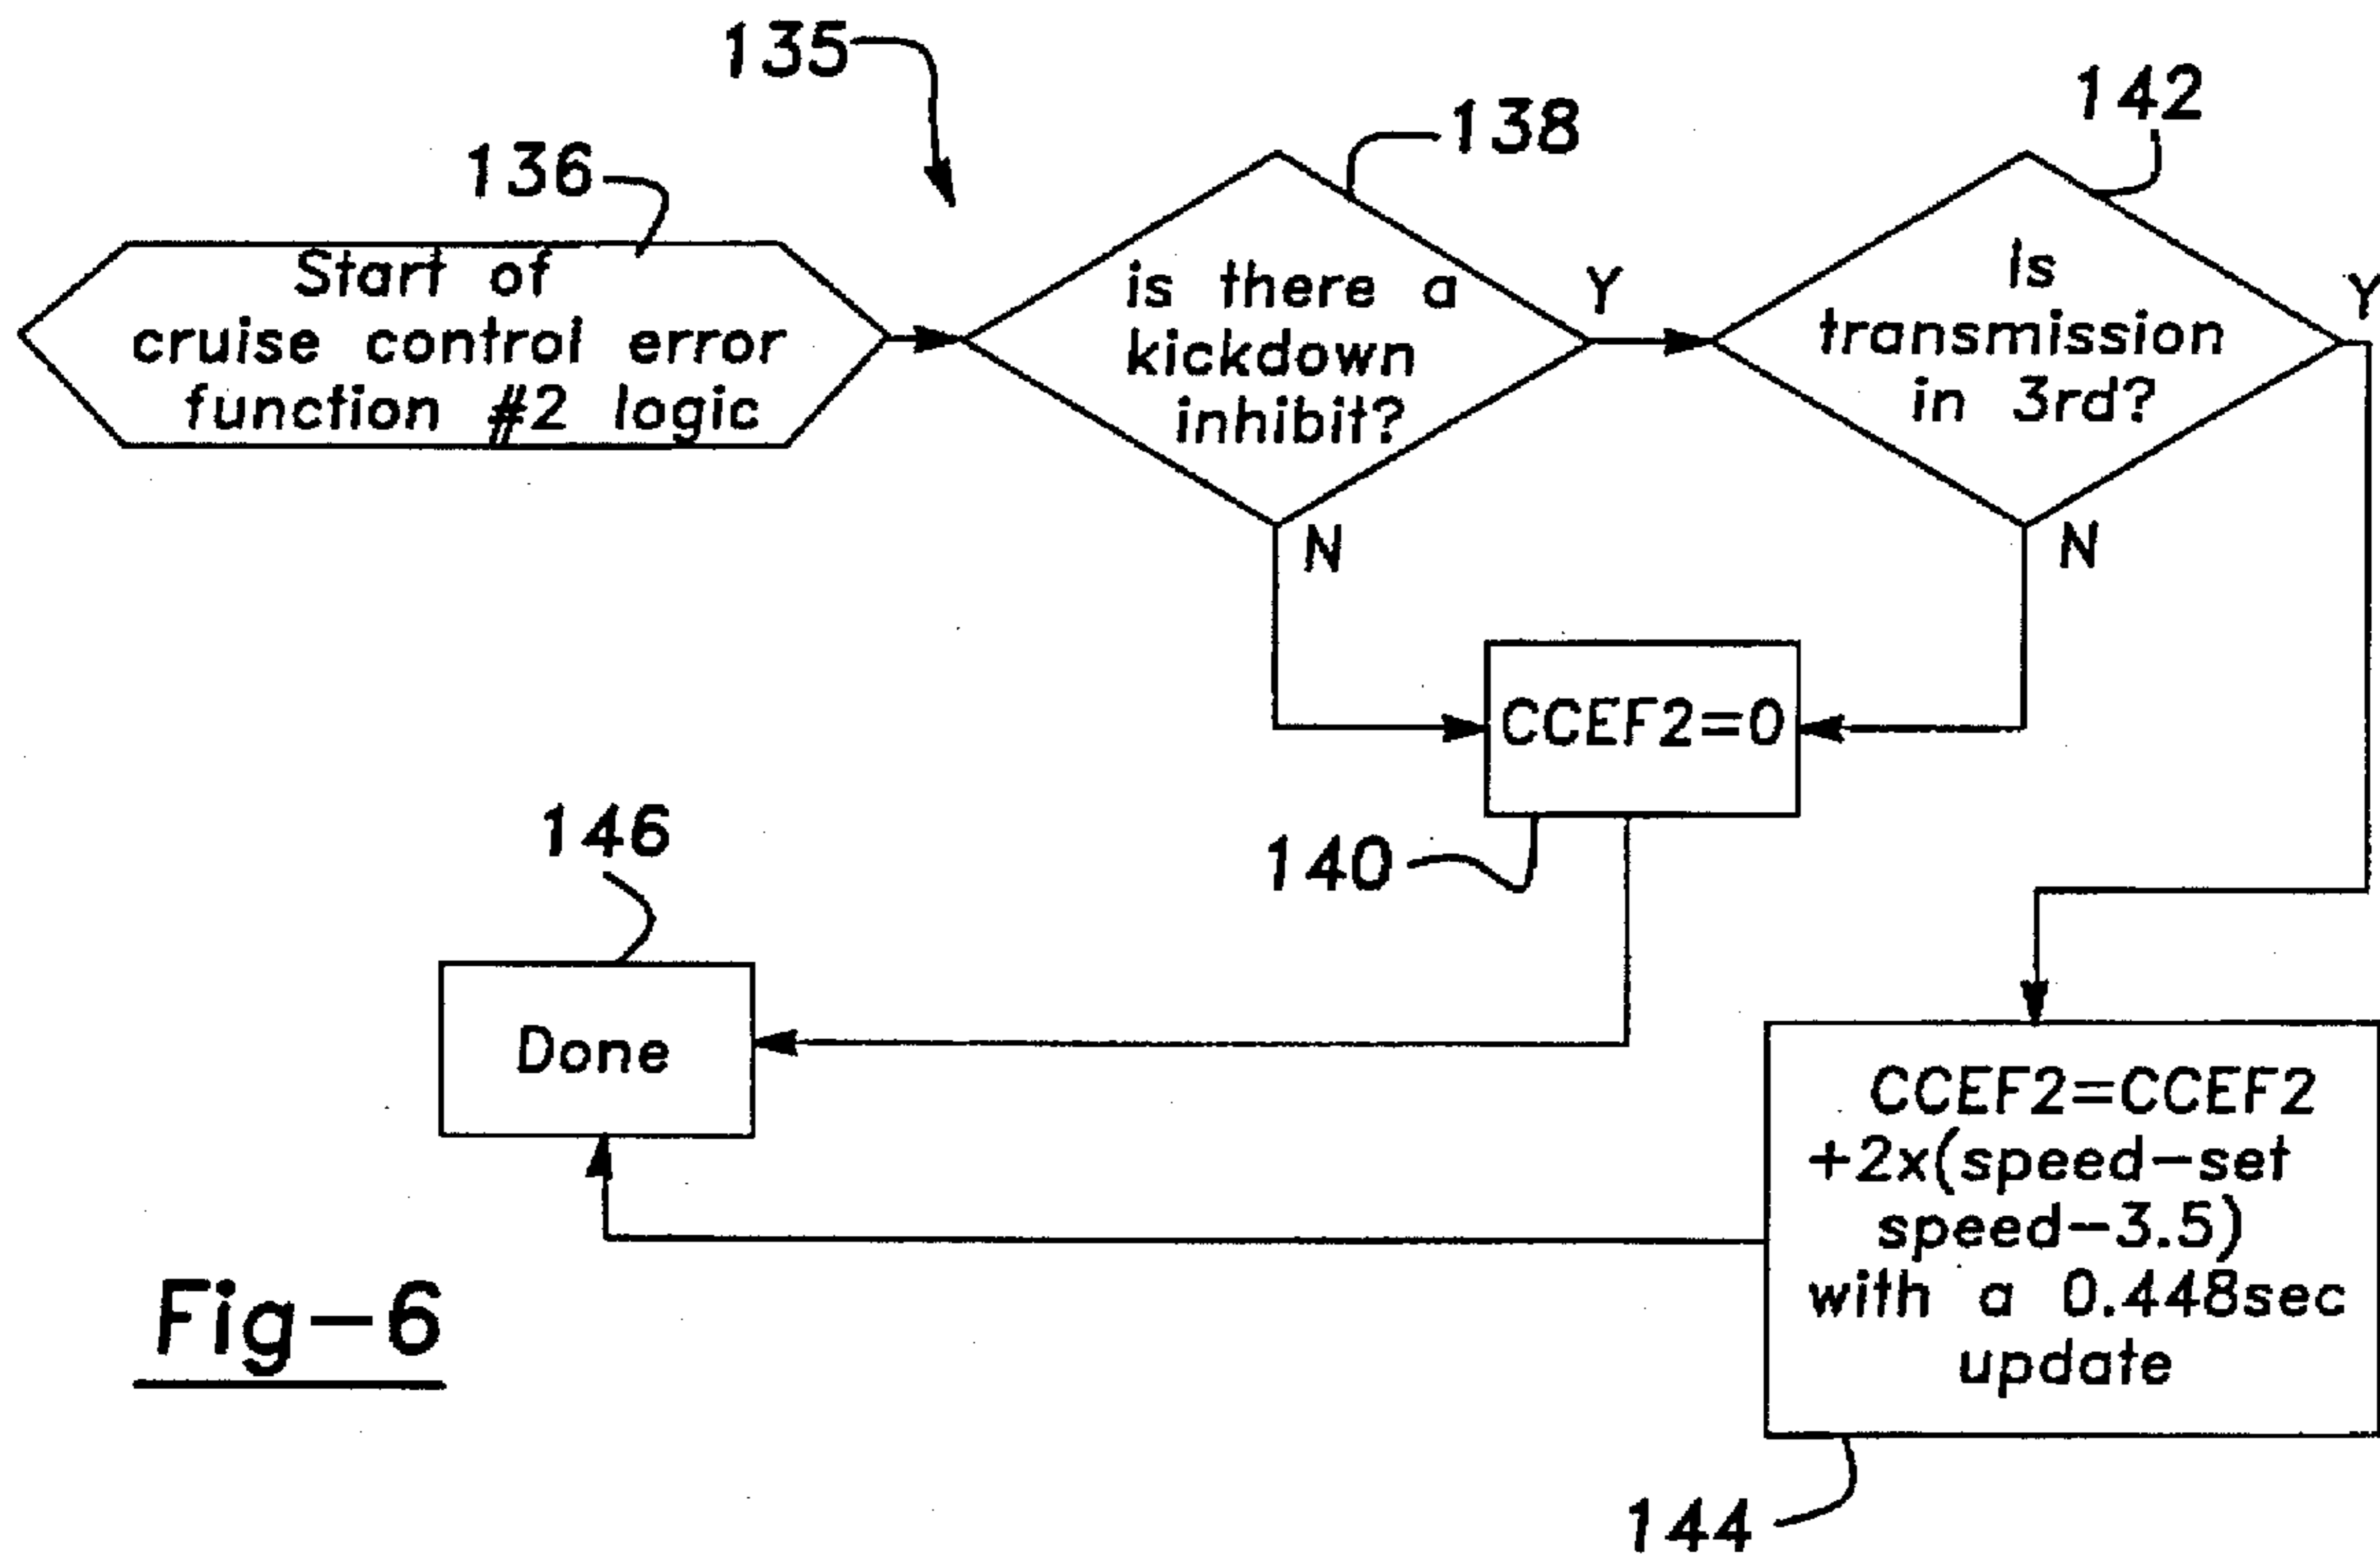 135
136
138
142
Start of
cruise control error
function #2 logic
is there a
kickdown
inhibit?
Y
Is
transmission
in 3rd?
Y
N
N
CCEF2=0
140
146
Done
CCEF2=CCEF2
+2x(speed-set
speed-3.5)
with a 0.448sec
update
144
Fig-6